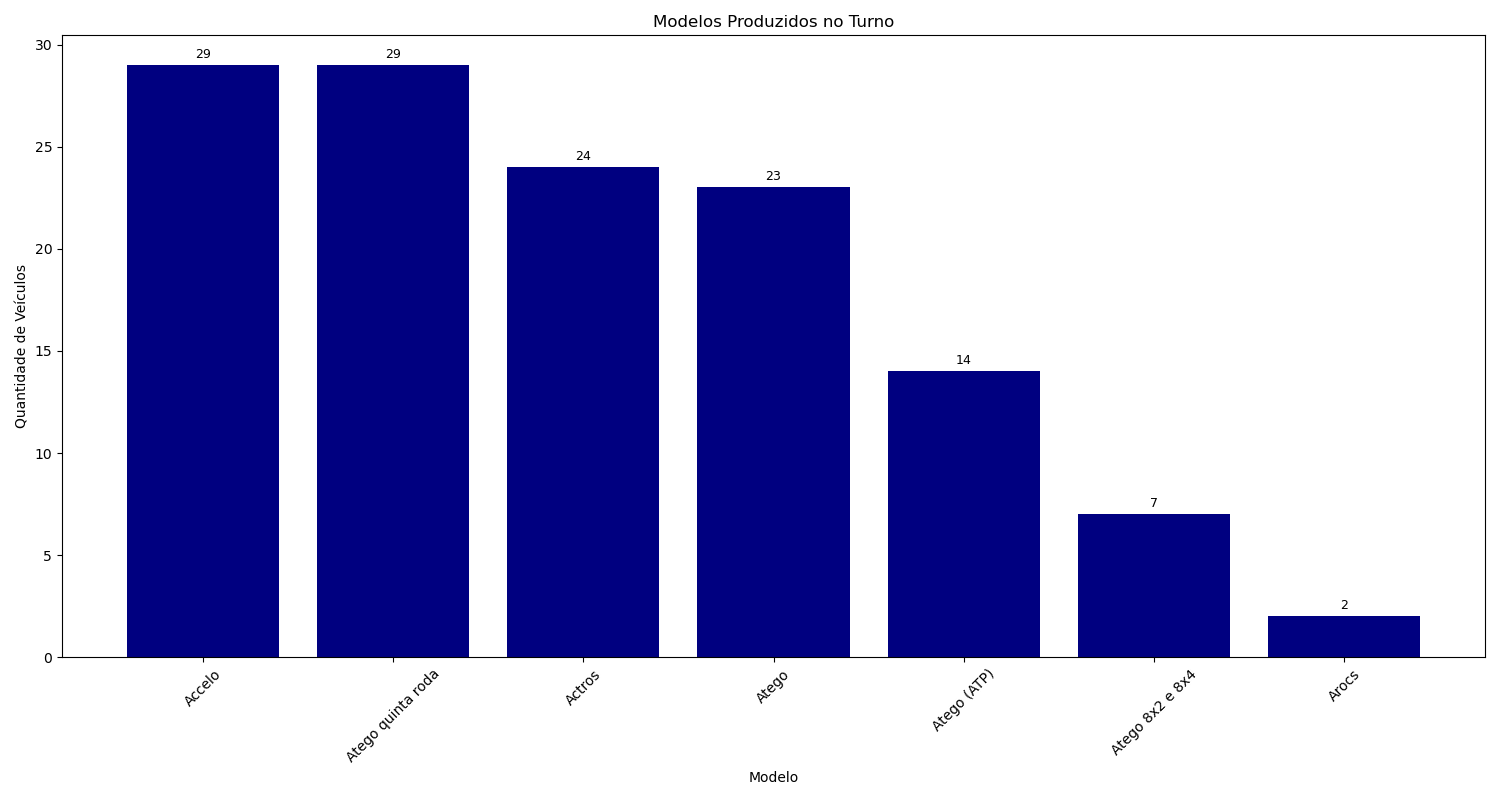 Modelos Produzidos no Turno
Quantidade de Veículos
30
25
20
15
10
5
0
29
29
24
23
14
7
2
Accelo
Atego quinta roda
Actros
Atego
Atego (ATP)
Atego 8x2 e 8x4
Arocs
Modelo